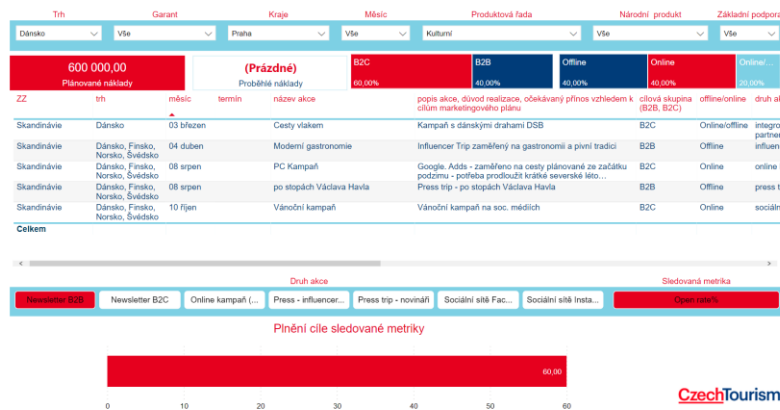 Trh Garant Kraje Měsíc Produktová řada Národní produkt Základní podpora
Dánsko Vše Praha Vše Kulturní Vše Vše
600 000,00
Plánované náklady
(Prázdné)
Proběhlé náklady
B2C B2B Offline Online Online/...
60,00% 40,00% 40,00% 40,00% 20,00%
ZZ trh měsíc termín název akce popis akce, důvod realizace, očekávaný přínos vzhledem k cílová skupina offline/online druh ak
cílům marketingového plánu (B2B, B2C)
Skandinávie Dánsko 03 březen Cesty vlakem Kampaň s dánskými drahami DSB B2C Online/offline integro
partner
Skandinávie Dánsko, Finsko, 04 duben Moderní gastronomie Influencer Trip zaměřený na gastronomii a pivní tradici B2B Offline influen
Norsko, Švédsko
Skandinávie Dánsko, Finsko, 08 srpen PC Kampaň Google. Adds - zaměřeno na cesty plánované ze začátku B2C Online online
Norsko, Švédsko podzimu - potřeba prodloužit krátké severské léto...
Skandinávie Dánsko, Finsko, 08 srpen po stopách Václava Havla Press trip - po stopách Václava Havla B2B Offline press t
Norsko, Švédsko
Skandinávie Dánsko, Finsko, 10 říjen Vánoční kampaň Vánoční kampaň na soc. médiích B2C Online sociáln
Norsko, Švédsko
Celkem
Druh akce Sledovaná metrika
Newsletter B2B Newsletter B2C Online kampaň (... Press - influencer... Press trip - novináři Sociální sítě Fac... Sociální sítě Insta... Open rate%
Plnění cíle sledované metriky
60,00
0 10 20 30 40 50 60
CzechTourism